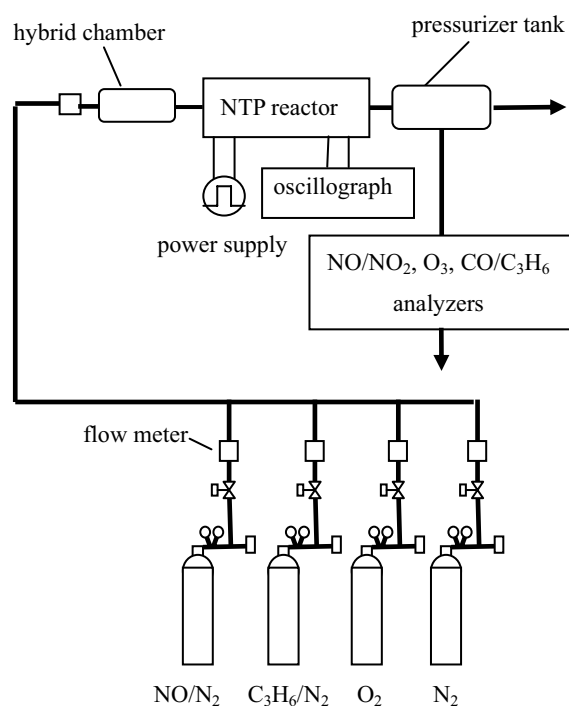 hybrid chamber
pressurizer tank
NTP reactor
oscillograph
power supply
NO/NO₂, O₃, CO/C₃H₆
analyzers
flow meter
NO/N₂ C₃H₆/N₂ O₂ N₂